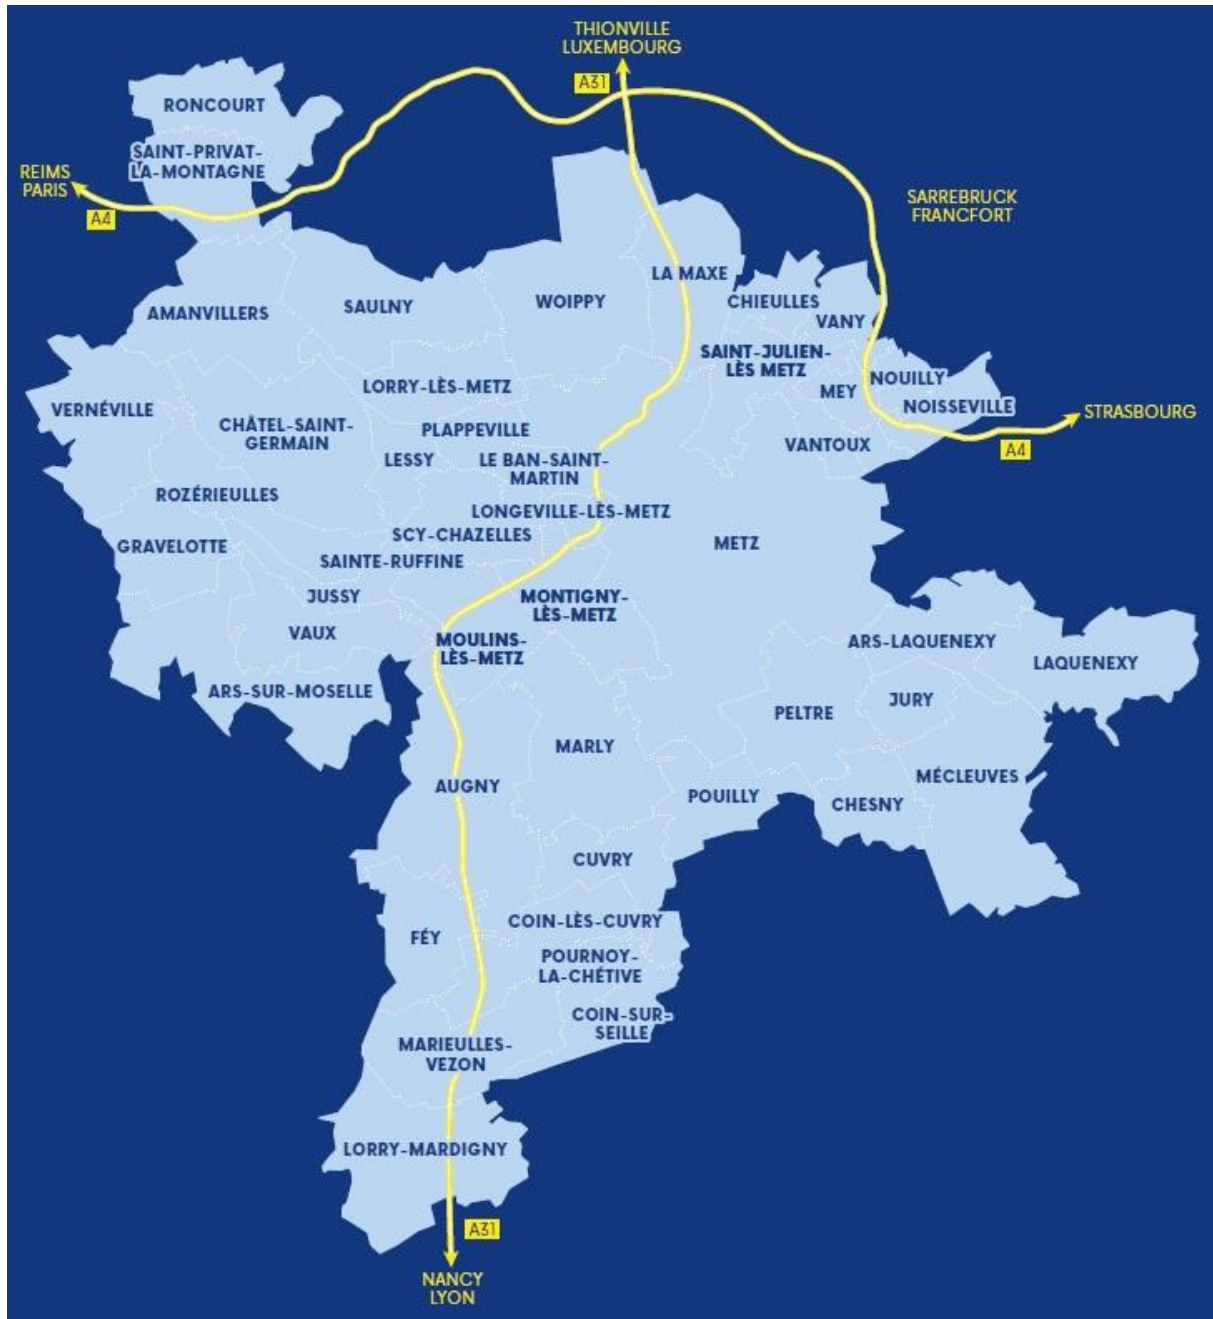 THIONVILLE
LUXEMBOURG
A31
RONCOURT
SAINT-PRIVAT-
LA-MONTAGNE
REIMS
PARIS
A4
SARREBRUCK
FRANCFORT
LA MAXE
CHIEULLES
WOIPPY
SAULNY
AMANVILLERS
VANY
SAINT-JULIEN-
LÈS METZ
NOUILLY
MEY
LORRY-LÈS-METZ
NOISSEVILLE
STRASBOURG
VERNÉVILLE
CHÂTEL-SAINT-
GERMAIN
PLAPPEVILLE
VANTOUX
A4
LESSY
LE BAN-SAINT-
MARTIN
ROZÉRIEULLES
LONGEVILLE-LÈS-METZ
SCY-CHAZELLES
METZ
GRAVELOTTE
SAINTE-RUFFINE
JUSSY
MONTIGNY-
LÈS-METZ
VAUX
MOULINS-
LÈS-METZ
ARS-LAQUENEXY
LAQUENEXY
ARS-SUR-MOSELLE
JURY
PELTRE
MARLY
MÉCLEUVES
AUGNY
POUILLY
CHESNY
CUVRY
COIN-LÈS-CUVRY
FÉY
POURNOY-
LA-CHÉTIVE
COIN-SUR-
SEILLE
MARIEULLES-
VEZON
LORRY-MARDIGNY
A31
NANCY
LYON